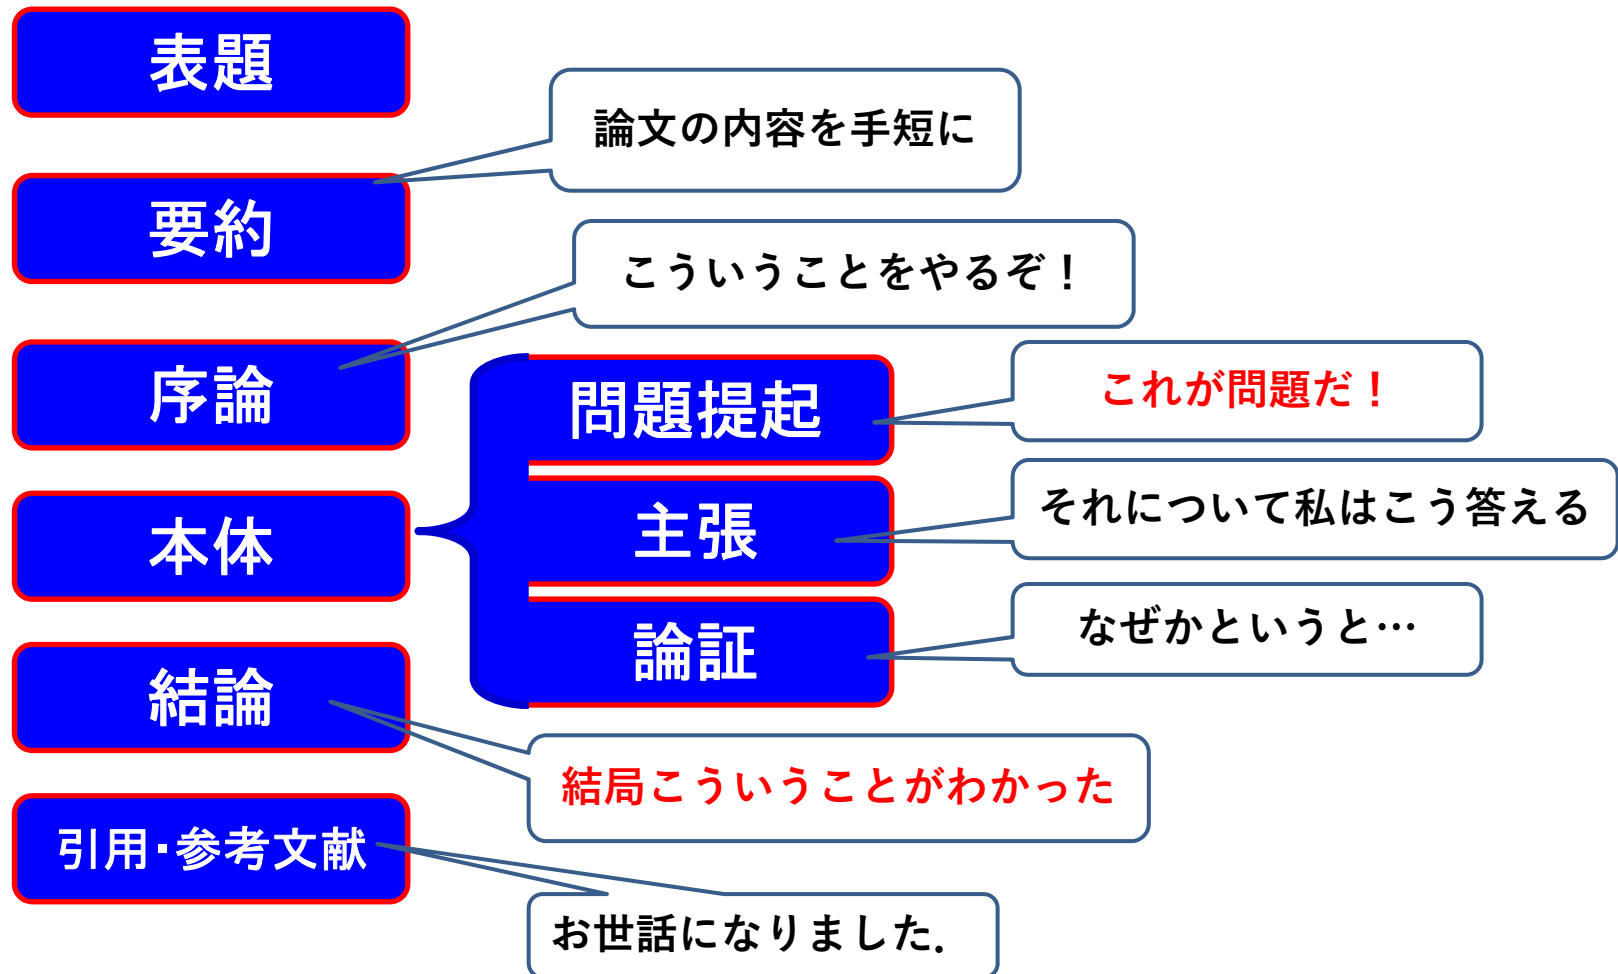 表題
論文の内容を手短に
要約
こういうことをやるぞ！
序論
問題提起
これが問題だ！
主張
それについて私はこう答える
本体
論証
なぜかというと…
結論
結局こういうことがわかった
引用･参考文献
お世話になりました．